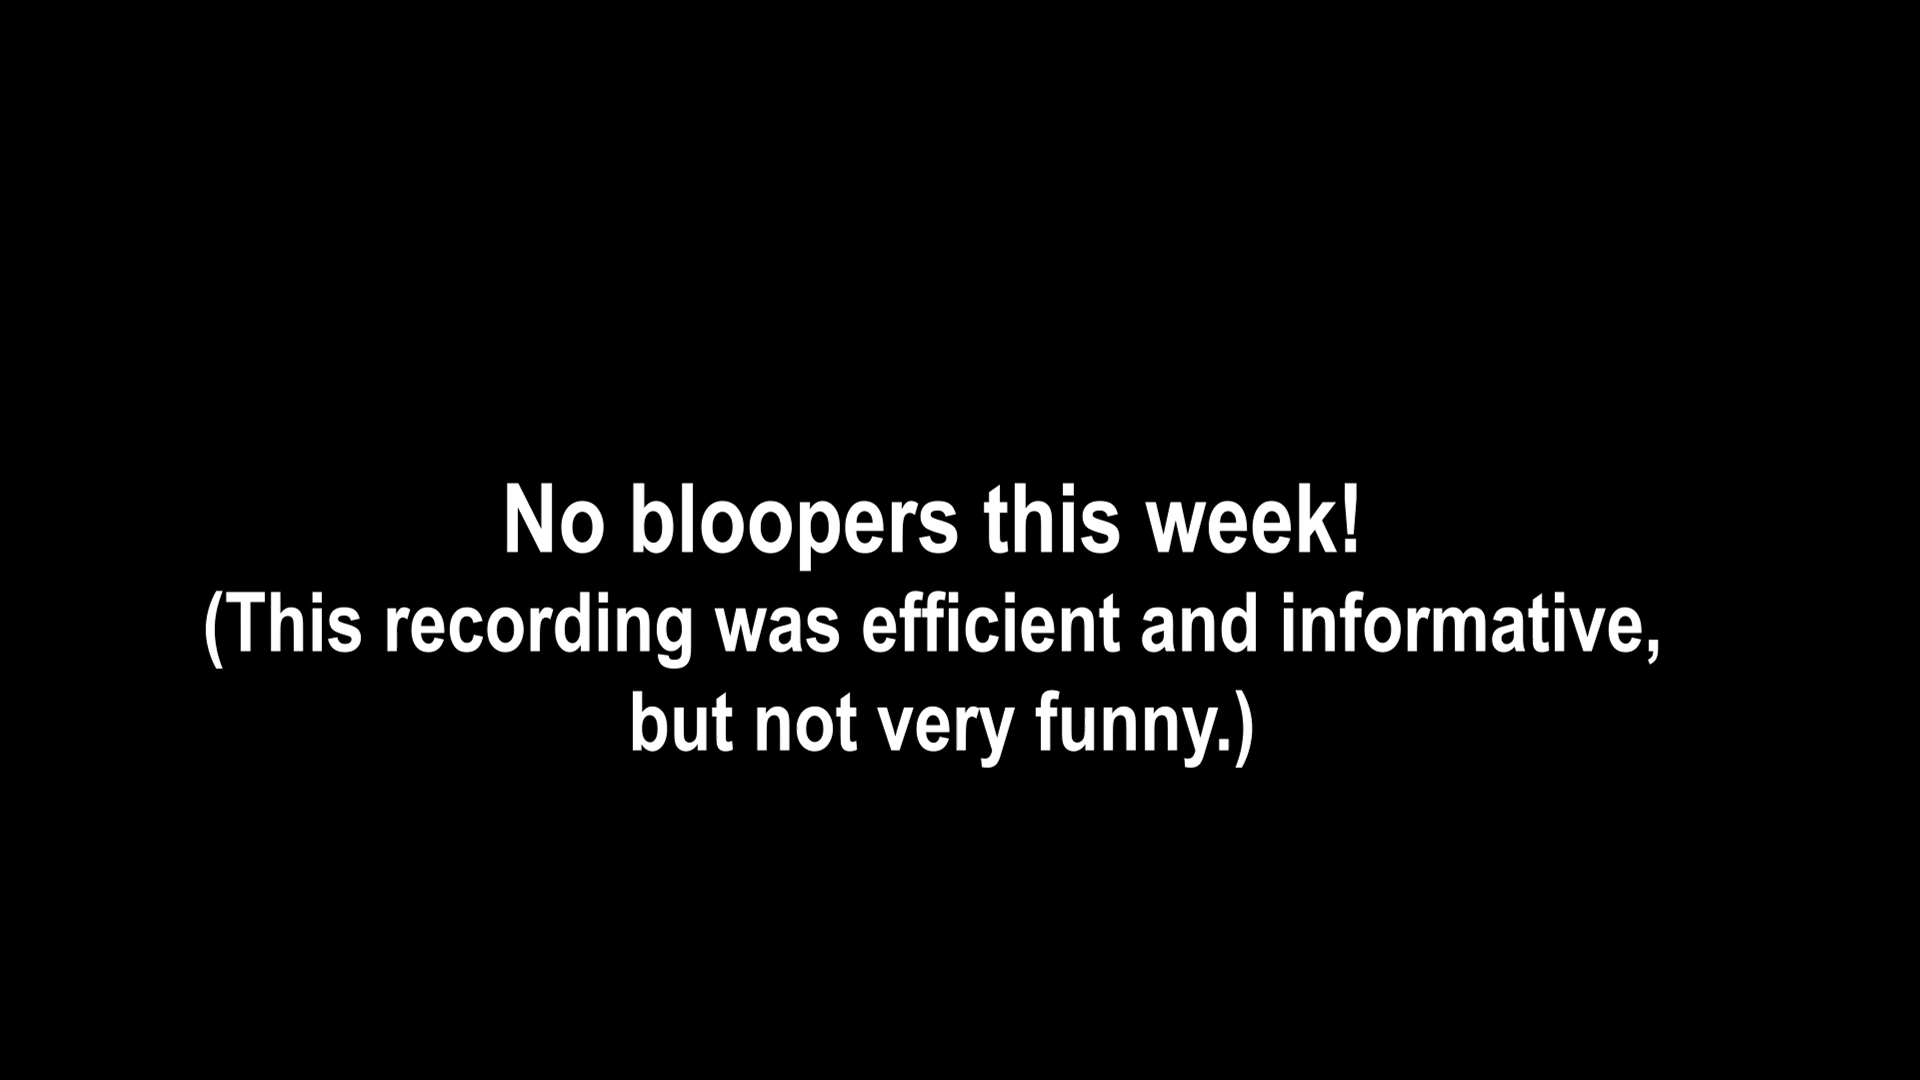 No bloopers this week!
(This recording was efficient and informative,
but not very funny.)